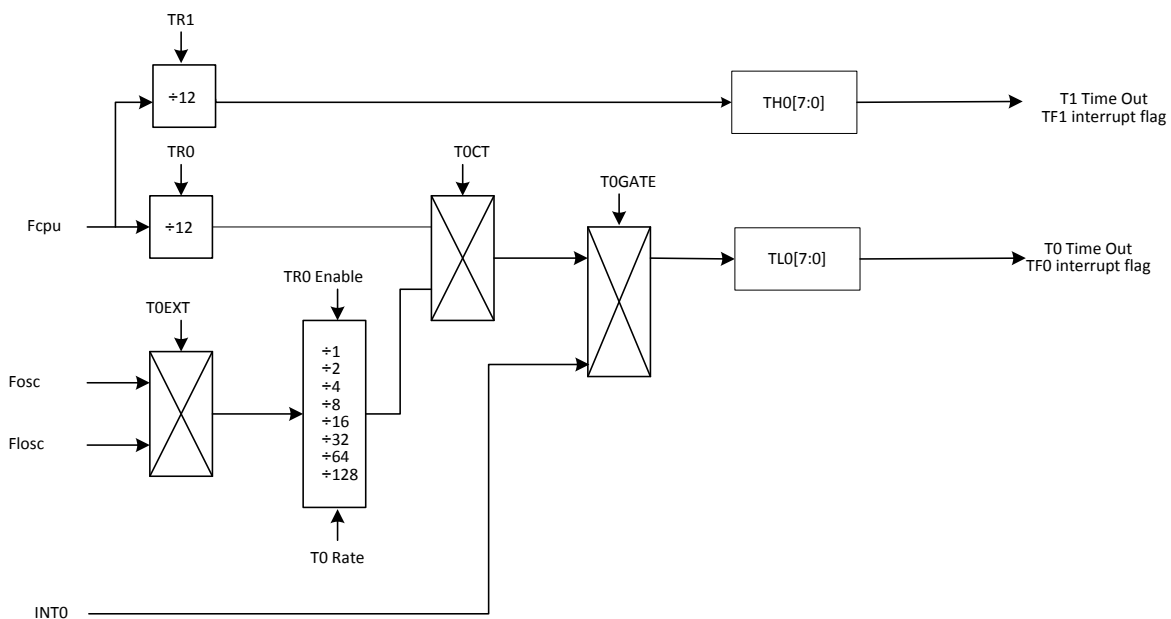 TR1
÷12
TH0[7:0]
T1 Time Out
TF1 interrupt flag
TR0
T0CT
T0GATE
Fcpu
÷12
TL0[7:0]
T0 Time Out
TF0 interrupt flag
TR0 Enable
T0EXT
÷1
÷2
÷4
÷8
÷16
÷32
÷64
÷128
Fosc
Flosc
T0 Rate
INT0